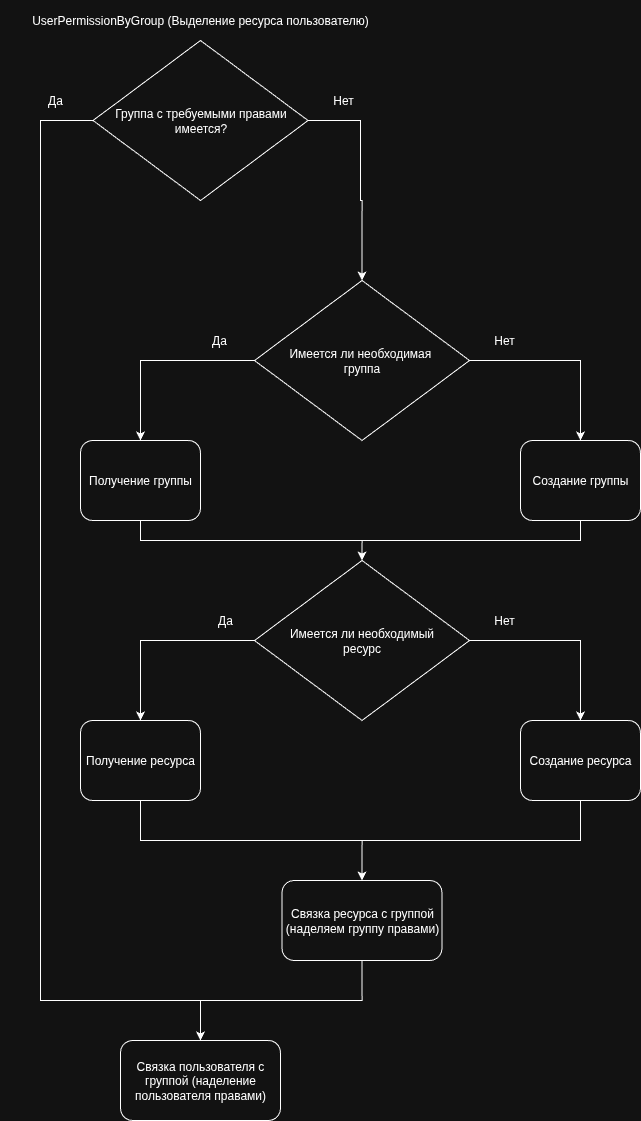 UserPermissionByGroup (Выделение ресурса пользователю)
Да
Нет
Группа с требуемыми правами
имеется?
Да
Нет
Имеется ли необходимая
группа
Получение группы
Создание группы
Да
Нет
Имеется ли необходимый
ресурс
Получение ресурса
Создание ресурса
Связка ресурса с группой
(наделяем группу правами)
Связка пользователя с
группой (наделение
пользователя правами)